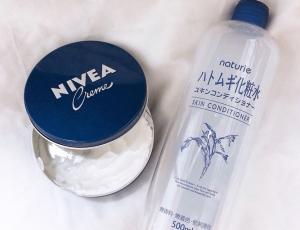 NIVEA
Creme
naturie
ハトムギ化粧水
スキンコンディショナー
SKIN CONDITIONER
500ml